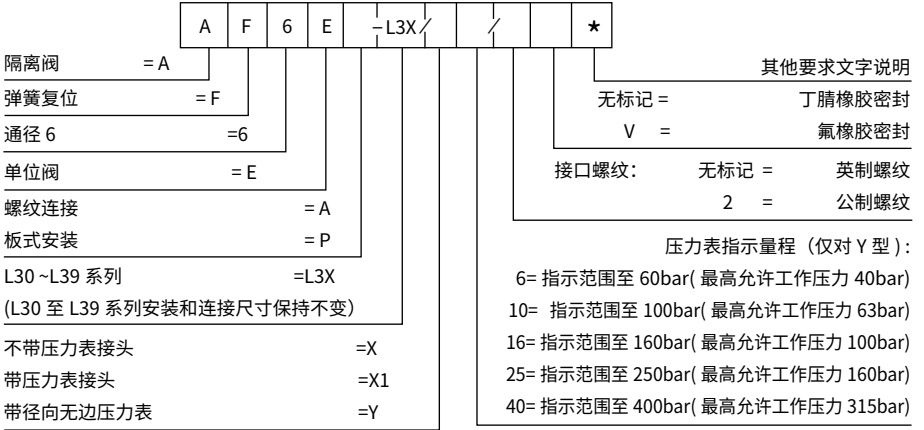 A F 6 E –L3X/ / *
隔离阀 = A
弹簧复位 = F
通径 6 =6
单位阀 = E
螺纹连接 = A
板式安装 = P
L30 ~L39 系列 =L3X
(L30 至 L39 系列安装和连接尺寸保持不变）
不带压力表接头 =X
带压力表接头 =X1
带径向无边压力表 =Y
其他要求文字说明
无标记 = 丁腈橡胶密封
V = 氟橡胶密封
接口螺纹： 无标记 = 英制螺纹
2 = 公制螺纹
压力表指示量程（仅对 Y 型 ) :
6= 指示范围至 60bar( 最高允许工作压力 40bar)
10= 指示范围至 100bar( 最高允许工作压力 63bar)
16= 指示范围至 160bar( 最高允许工作压力 100bar)
25= 指示范围至 250bar( 最高允许工作压力 160bar)
40= 指示范围至 400bar( 最高允许工作压力 315bar)